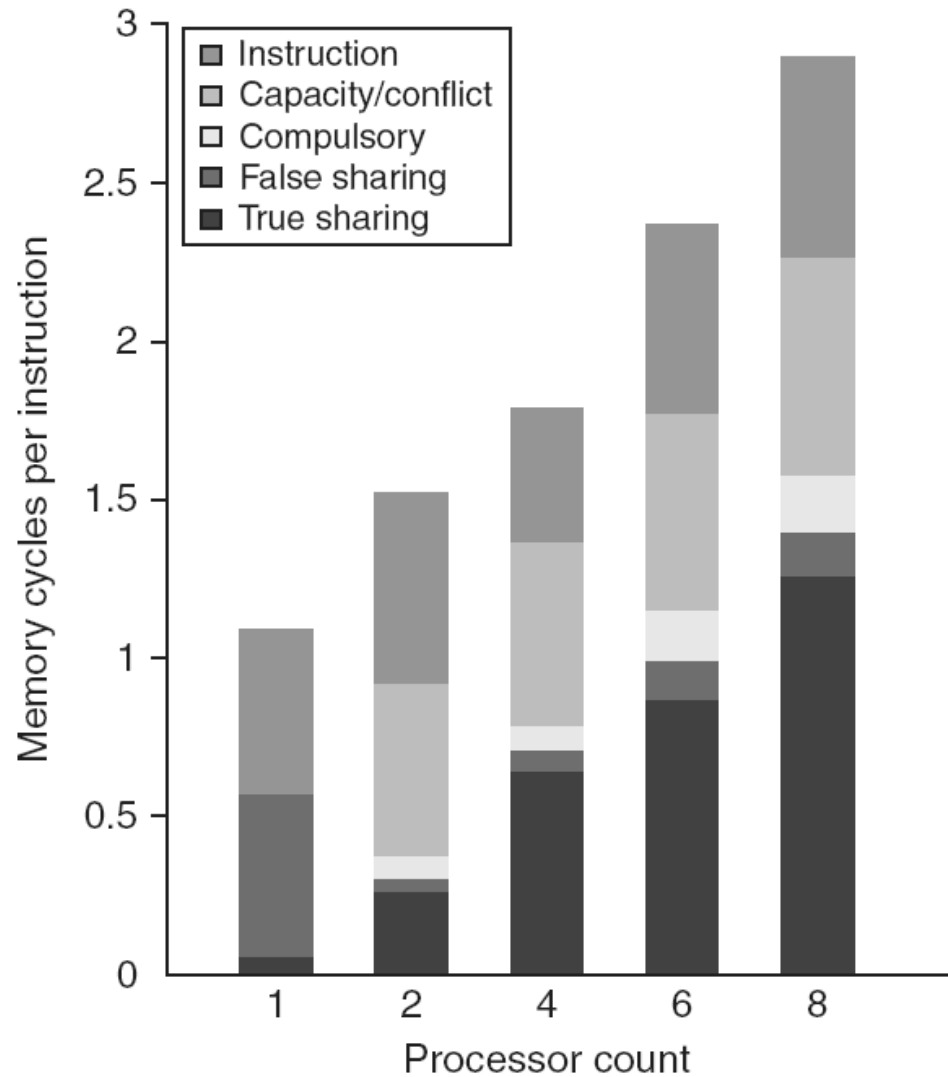 3
2.5
2
1.5
1
0.5
0
Memory cycles per instruction
Instruction
Capacity/conflict
Compulsory
False sharing
True sharing
1 2 4 6 8
Processor count